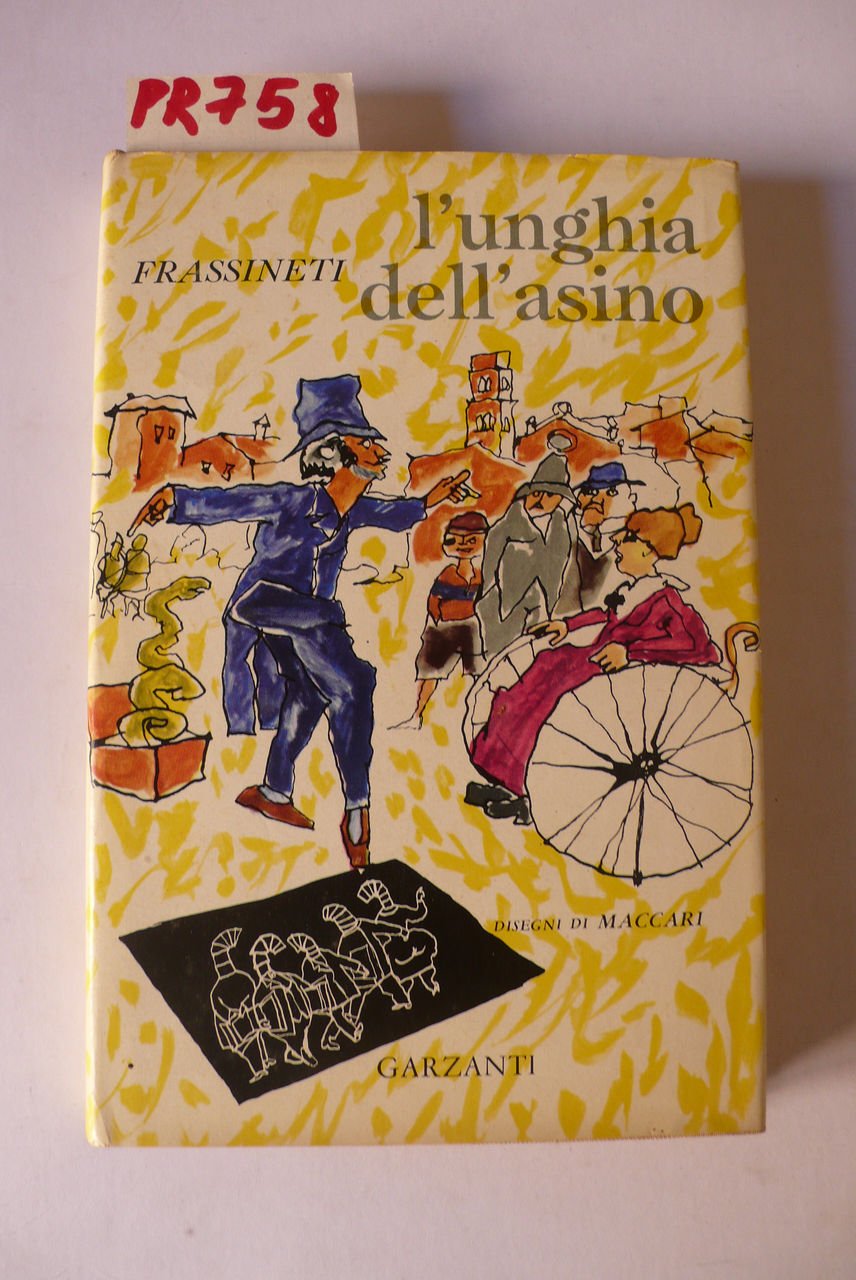 PR758
l'unghia
FRASSINETI
dell'asino
DISEGNI DI MACCARI
GARZANTI